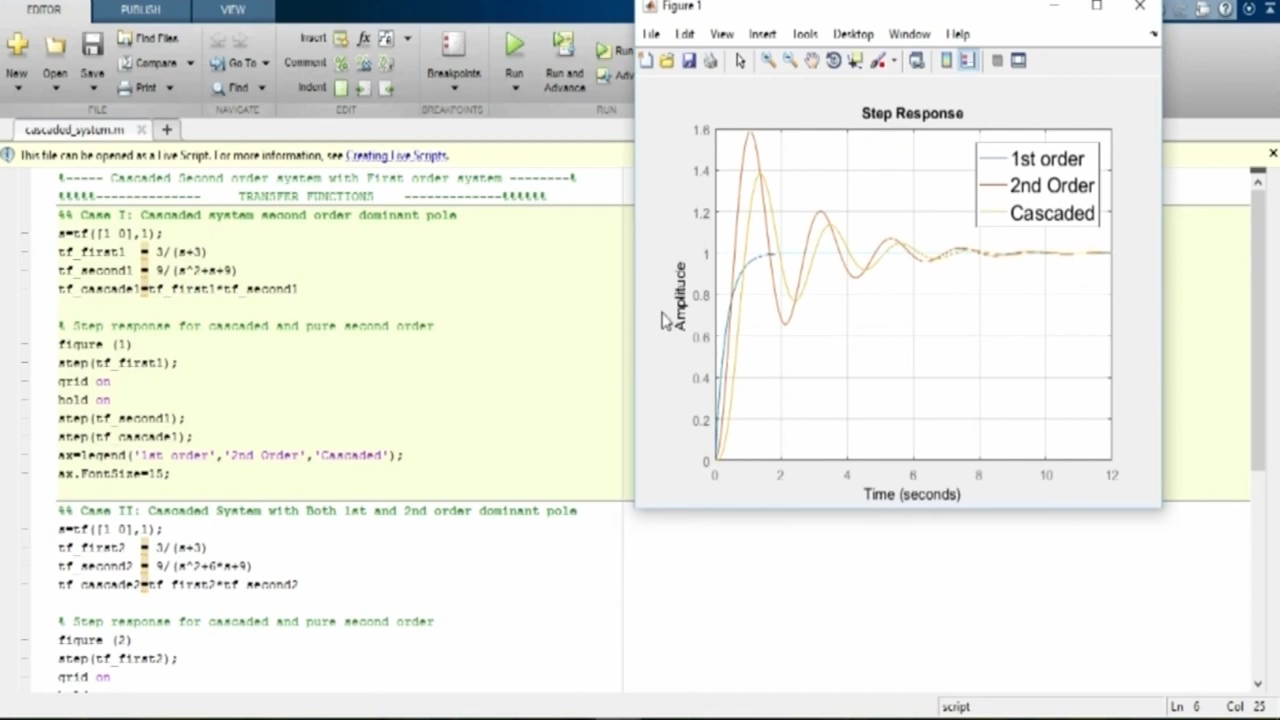 EDITOR PUBLISH VIEW
New Open Save
Find Files
Compare
Print
Go To
Find
Insert
Comment
Indent
Breakpoints
Run
Run and Advance
FILE NAVIGATE EDIT BREAKPOINTS RUN
cascaded_system.m
This file can be opened as a Live Script. For more information, see Creating Live Scripts.
%----- Cascaded Second order system with First order system --------%
%%%%%-------------- TRANSFER FUNCTIONS -------------%%%%%%
%% Case I: Cascaded system second order dominant pole
s=tf([1 0],1);
tf_first1 = 3/(s+3)
tf_second1 = 9/(s^2+s+9)
tf_cascade1=tf_first1*tf_second1
% Step response for cascaded and pure second order
figure (1)
step(tf_first1);
grid on
hold on
step(tf_second1);
step(tf_cascade1);
ax=legend('1st order','2nd Order','Cascaded');
ax.FontSize=15;
%% Case II: Cascaded System with Both 1st and 2nd order dominant pole
s=tf([1 0],1);
tf_first2 = 3/(s+3)
tf_second2 = 9/(s^2+6*s+9)
tf_cascade2=tf_first2*tf_second2
% Step response for cascaded and pure second order
figure (2)
step(tf_first2);
grid on
Figure 1
File Edit View Insert Tools Desktop Window Help
Step Response
1st order
2nd Order
Cascaded
Amplitude
1.6
1.4
1.2
1
0.8
0.6
0.4
0.2
0
0 2 4 6 8 10 12
Time (seconds)
script
Ln 6 Col 25